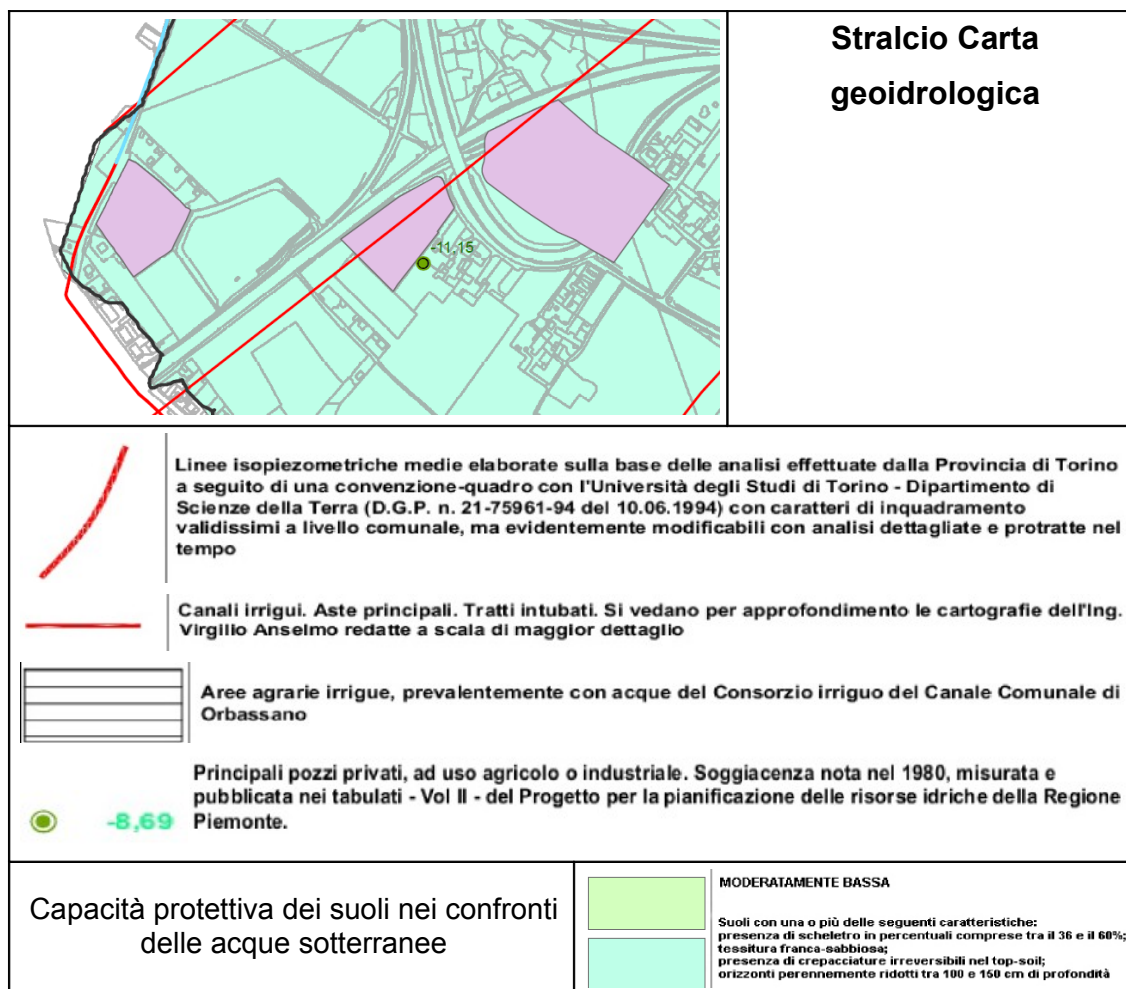 Stralcio Carta
geoidrologica
-11,15
Linee isopiezometriche medie elaborate sulla base delle analisi effettuate dalla Provincia di Torino
a seguito di una convenzione-quadro con l'Università degli Studi di Torino - Dipartimento di
Scienze della Terra (D.G.P. n. 21-75961-94 del 10.06.1994) con caratteri di inquadramento
validissimi a livello comunale, ma evidentemente modificabili con analisi dettagliate e protratte nel
tempo
Canali irrigui. Aste principali. Tratti intubati. Si vedano per approfondimento le cartografie dell'Ing.
Virgilio Anselmo redatte a scala di maggior dettaglio
Aree agrarie irrigue, prevalentemente con acque del Consorzio irriguo del Canale Comunale di
Orbassano
Principali pozzi privati, ad uso agricolo o industriale. Soggiacenza nota nel 1980, misurata e
pubblicata nei tabulati - Vol II - del Progetto per la pianificazione delle risorse idriche della Regione
-8,69 Piemonte.
Capacità protettiva dei suoli nei confronti
delle acque sotterranee
MODERATAMENTE BASSA
Suoli con una o più delle seguenti caratteristiche:
presenza di scheletro in percentuali comprese tra il 36 e il 60%;
tessitura franca-sabbiosa;
presenza di crepacciature irreversibili nel top-soil;
orizzonti perennemente ridotti tra 100 e 150 cm di profondità